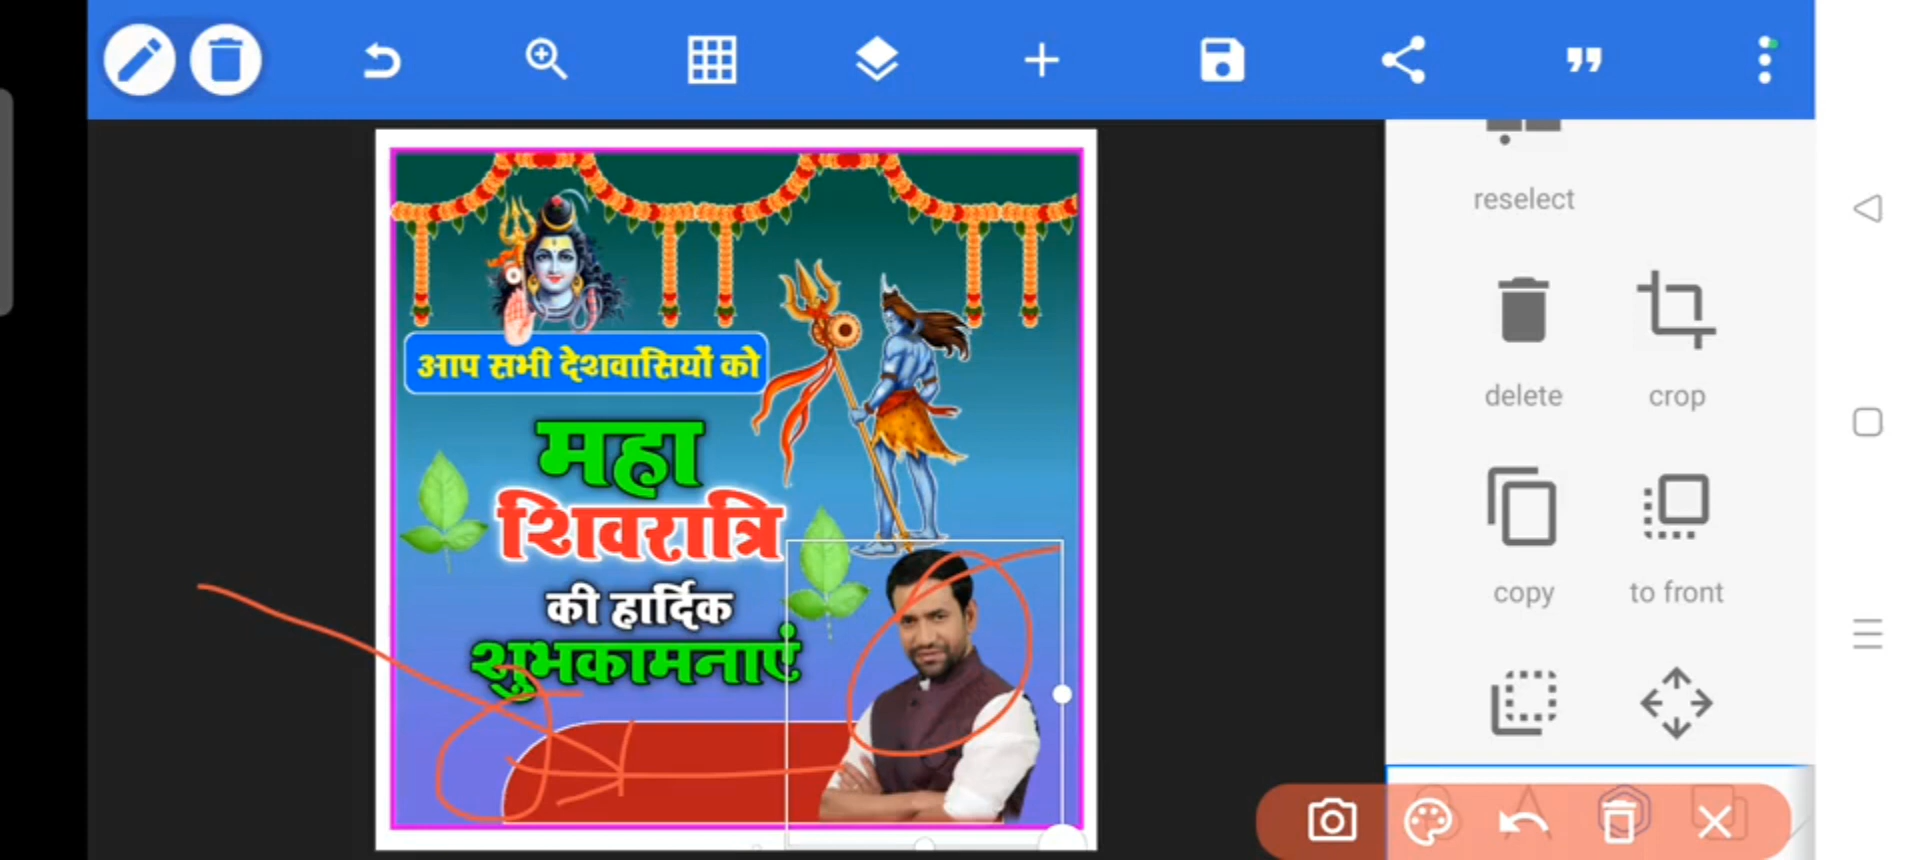 reselect
आप सभी देशवासियों को
delete
crop
महा
शिवरात्रि
copy
to front
की हार्दिक
शुभकामनाएं